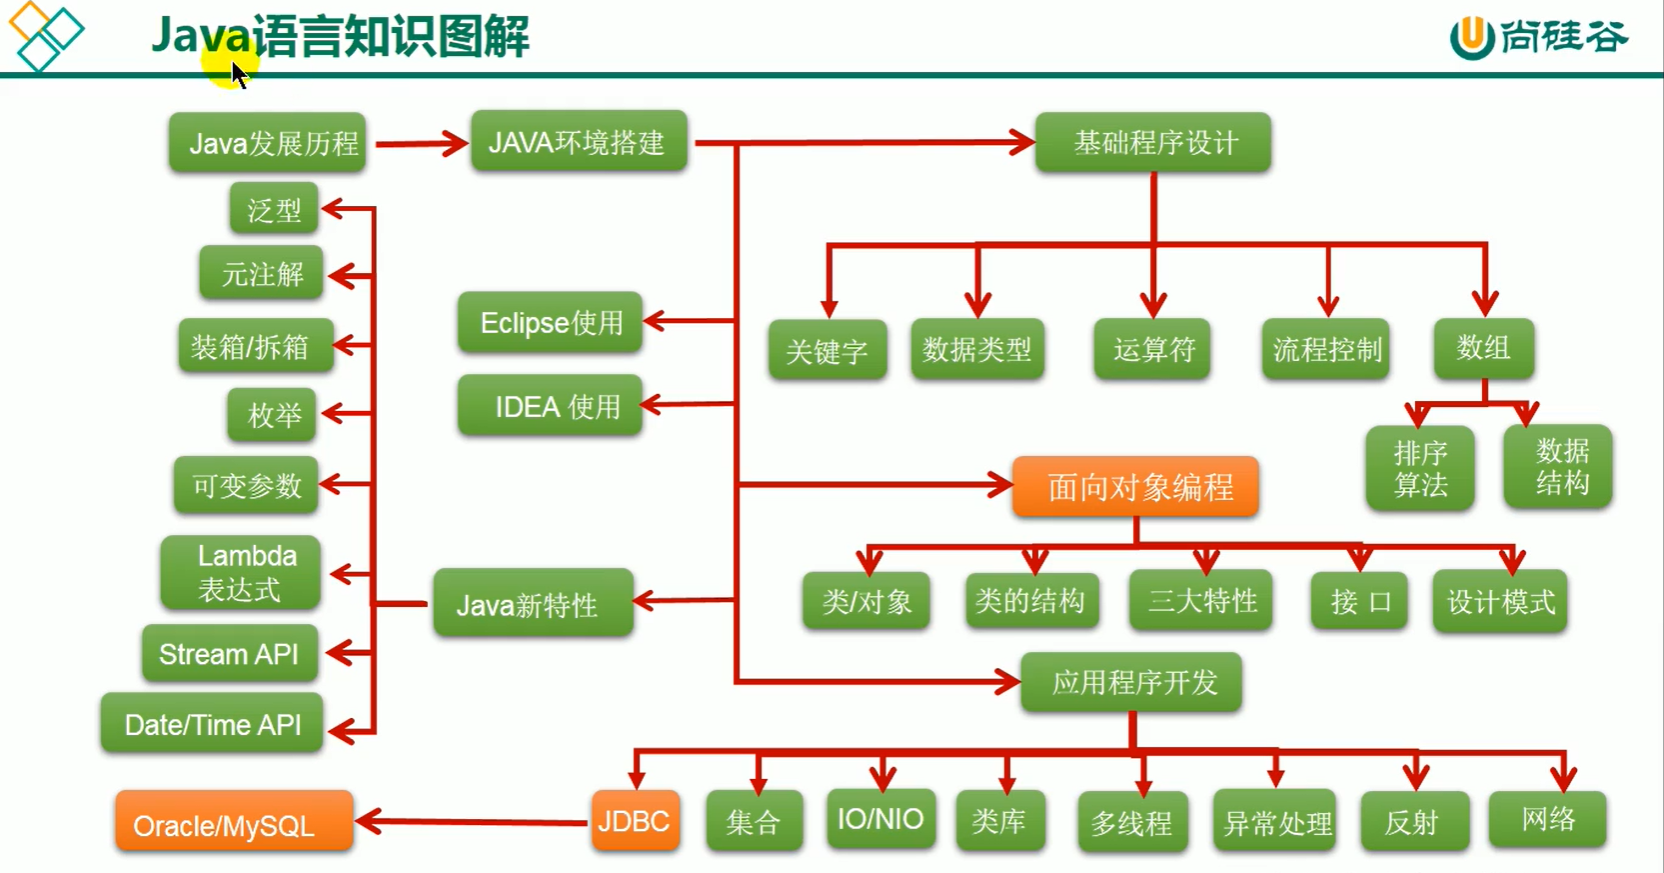 Java语言知识图解
尚硅谷
Java发展历程
JAVA环境搭建
基础程序设计
泛型
元注解
装箱/拆箱
枚举
可变参数
Lambda
表达式
Stream API
Date/Time API
Eclipse使用
IDEA 使用
Java新特性
关键字
数据类型
运算符
流程控制
数组
排序
算法
数据
结构
面向对象编程
类/对象
类的结构
三大特性
接 口
设计模式
应用程序开发
Oracle/MySQL
JDBC
集合
IO/NIO
类库
多线程
异常处理
反射
网络